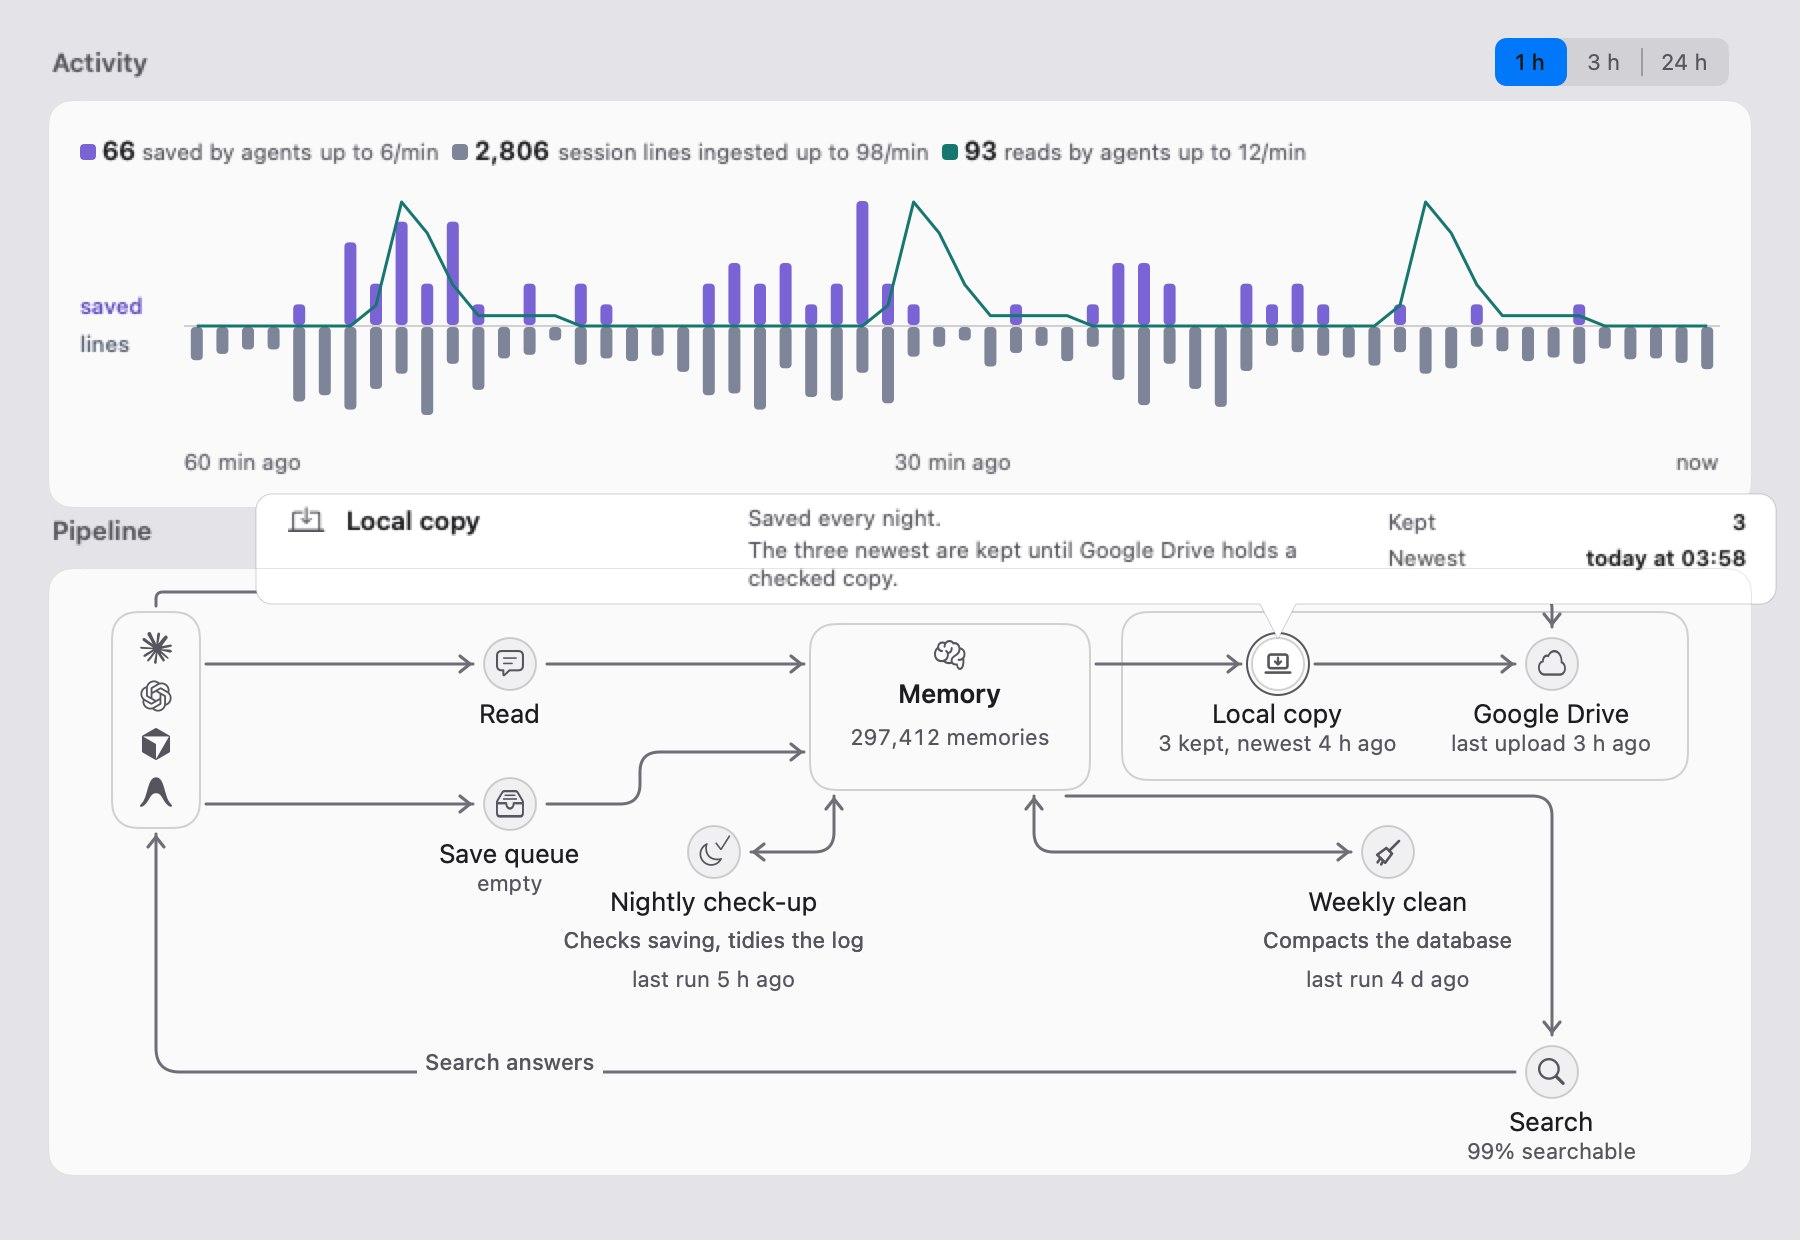 Activity
1 h 3 h 24 h
66 saved by agents up to 6/min 2,806 session lines ingested up to 98/min 93 reads by agents up to 12/min
saved
lines
60 min ago 30 min ago now
Pipeline
Local copy
Saved every night.
The three newest are kept until Google Drive holds a
checked copy.
Kept 3
Newest today at 03:58
Read
Memory
297,412 memories
Local copy
3 kept, newest 4 h ago
Google Drive
last upload 3 h ago
Save queue
empty
Nightly check-up
Checks saving, tidies the log
last run 5 h ago
Weekly clean
Compacts the database
last run 4 d ago
Search answers
Search
99% searchable